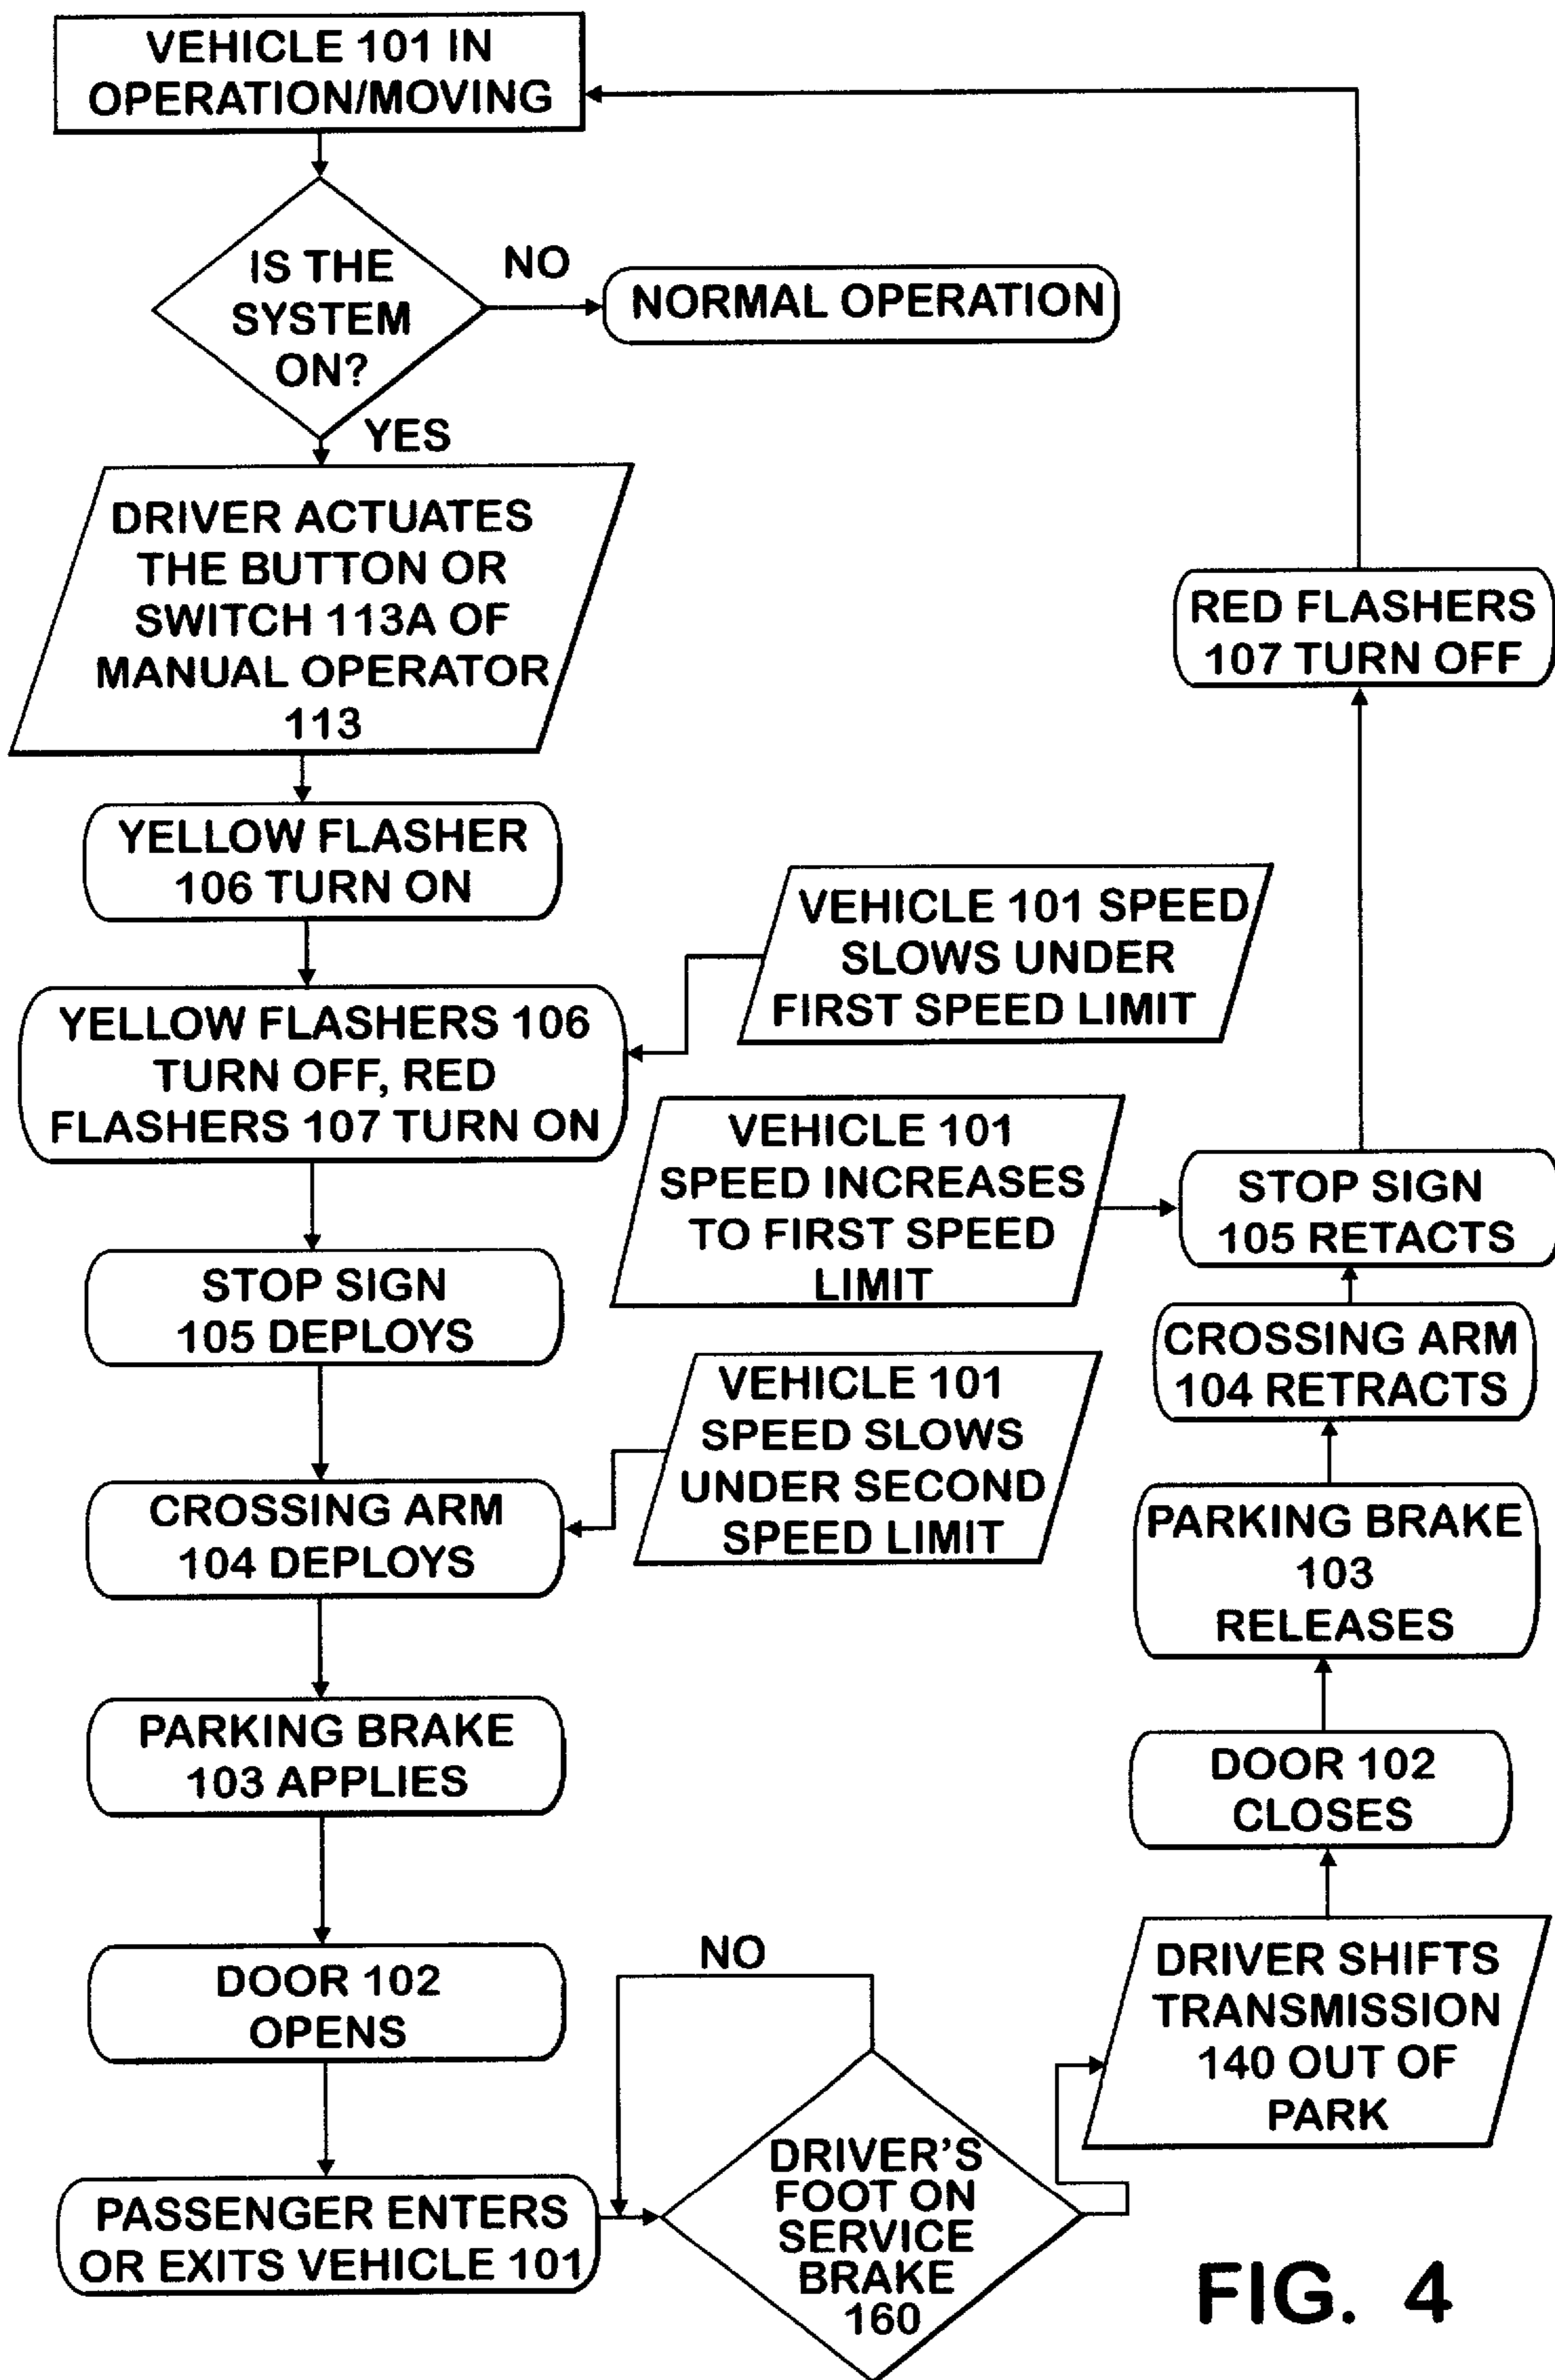 VEHICLE 101 IN
OPERATION/MOVING
IS THE
SYSTEM
ON?
NO
NORMAL OPERATION
YES
DRIVER ACTUATES
THE BUTTON OR
SWITCH 113A OF
MANUAL OPERATOR
113
YELLOW FLASHER
106 TURN ON
VEHICLE 101 SPEED
SLOWS UNDER
FIRST SPEED LIMIT
YELLOW FLASHERS 106
TURN OFF, RED
FLASHERS 107 TURN ON
STOP SIGN
105 DEPLOYS
VEHICLE 101
SPEED SLOWS
UNDER SECOND
SPEED LIMIT
CROSSING ARM
104 DEPLOYS
PARKING BRAKE
103 APPLIES
DOOR 102
OPENS
PASSENGER ENTERS
OR EXITS VEHICLE 101
NO
DRIVER'S
FOOT ON
SERVICE
BRAKE
160
DRIVER SHIFTS
TRANSMISSION
140 OUT OF
PARK
DOOR 102
CLOSES
PARKING BRAKE
103
RELEASES
CROSSING ARM
104 RETRACTS
VEHICLE 101
SPEED INCREASES
TO FIRST SPEED
LIMIT
STOP SIGN
105 RETACTS
RED FLASHERS
107 TURN OFF
FIG. 4